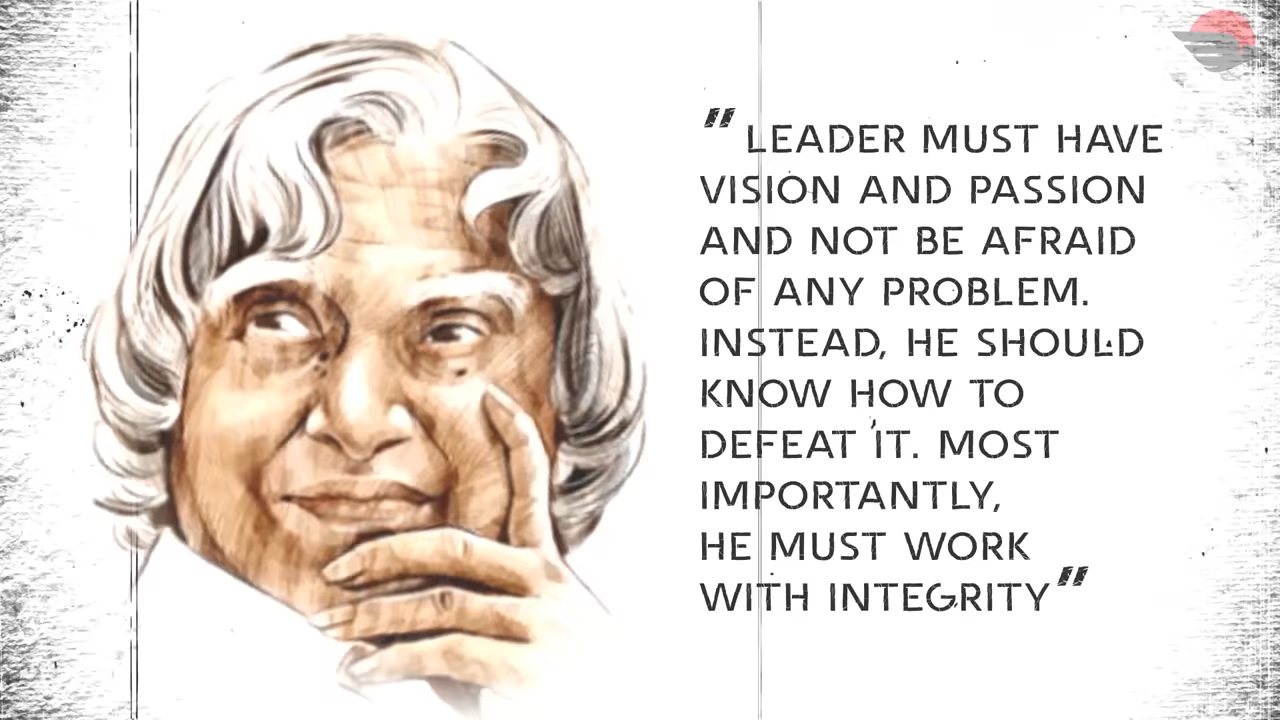 " LEADER MUST HAVE
VISION AND PASSION
AND NOT BE AFRAID
OF ANY PROBLEM.
INSTEAD, HE SHOULD
KNOW HOW TO
DEFEAT IT. MOST
IMPORTANTLY,
HE MUST WORK
WITH INTEGRITY"